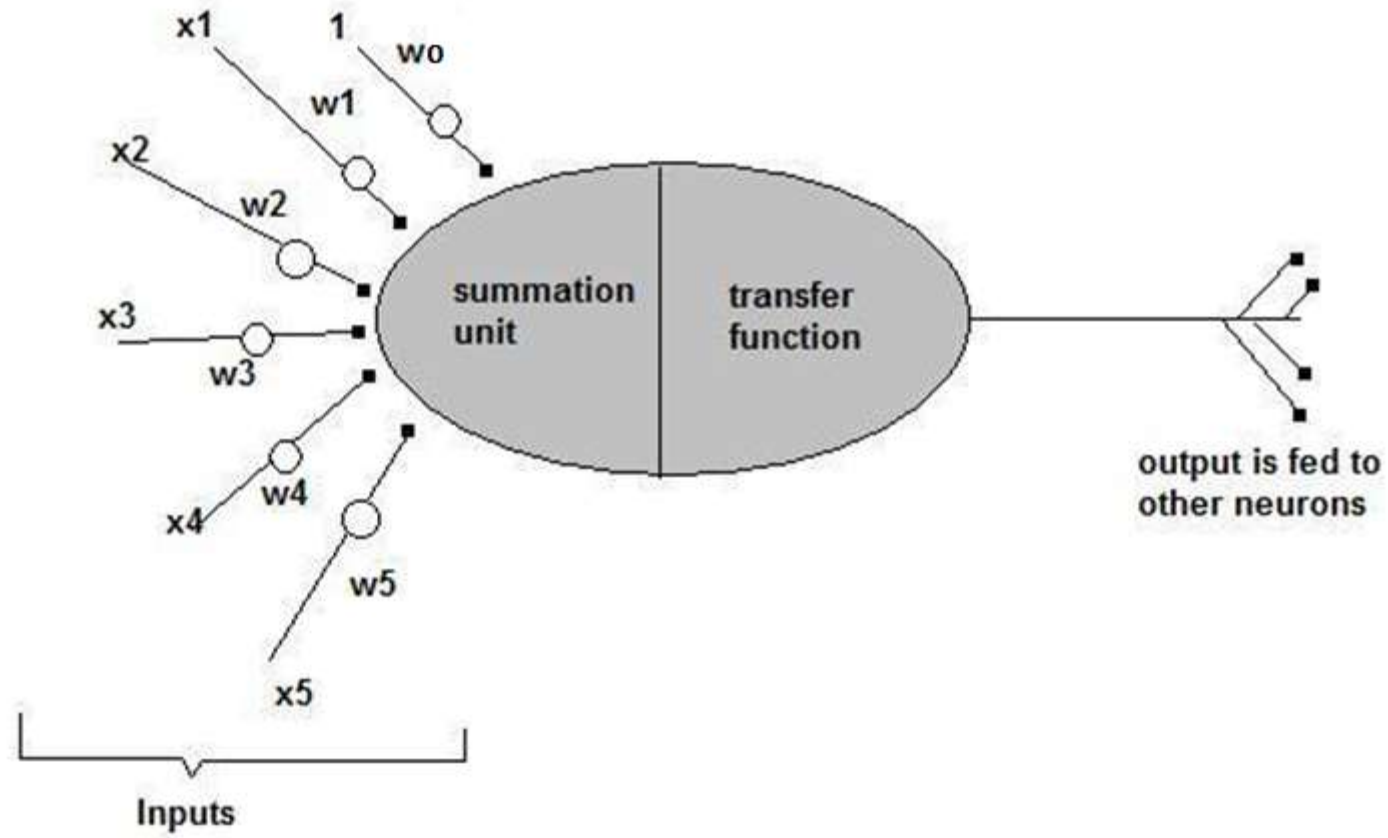 x1
1
wo
w1
x2
w2
x3
w3
summation
unit
transfer
function
x4
w4
w5
x5
output is fed to
other neurons
Inputs